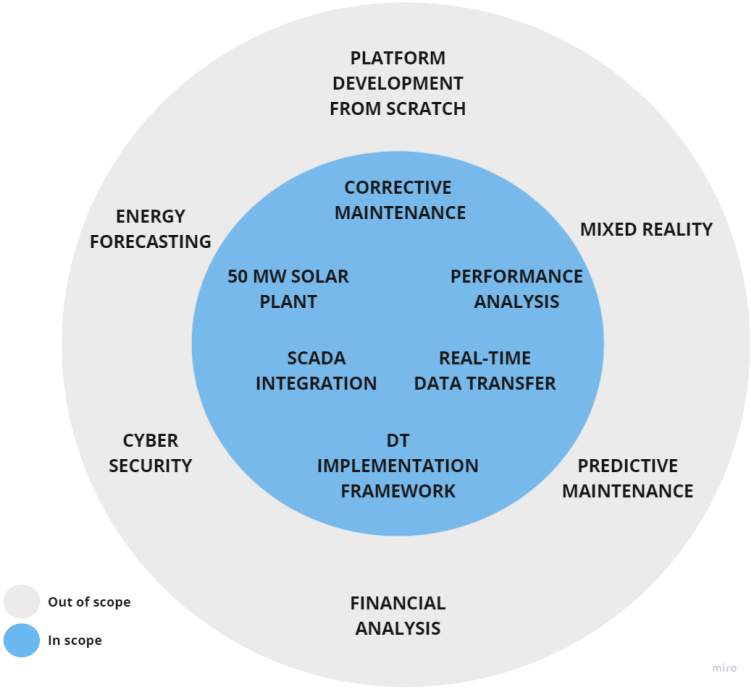 PLATFORM
DEVELOPMENT
FROM SCRATCH
CORRECTIVE
MAINTENANCE
ENERGY
FORECASTING
MIXED REALITY
50 MW SOLAR
PLANT
PERFORMANCE
ANALYSIS
SCADA
INTEGRATION
REAL-TIME
DATA TRANSFER
CYBER
SECURITY
DT
IMPLEMENTATION
FRAMEWORK
PREDICTIVE
MAINTENANCE
FINANCIAL
ANALYSIS
Out of scope
In scope
miro